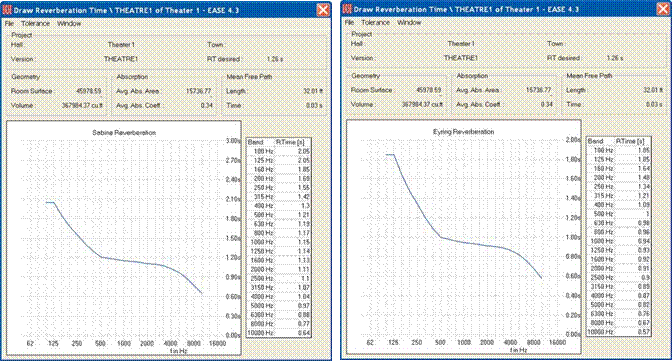 Draw Reverberation Time \ THEATRE1 of Theater 1 - EASE 4.3
File Tolerance Window
Project
Hall : Theater 1 Town :
Version : THEATRE1 RT desired : 1.26 s
Geometry Absorption Mean Free Path
Room Surface : 45978.59 Avg. Abs. Area : 15736.77 Length : 32.01 ft
Volume : 367984.37 cu.ft Avg. Abs. Coeff. : 0.34 Time : 0.03 s
Sabine Reverberation
3.00s
2.70s
2.40s
2.10s
1.80s
1.50s
1.20s
0.90s
0.60s
0.30s
0.00s
62 125 250 500 1000 2000 4000 8000 16000
f in Hz
Band RTime [s]
100 Hz 2.05
125 Hz 2.05
160 Hz 1.85
200 Hz 1.69
250 Hz 1.55
315 Hz 1.42
400 Hz 1.3
500 Hz 1.21
630 Hz 1.19
800 Hz 1.17
1000 Hz 1.15
1250 Hz 1.14
1600 Hz 1.13
2000 Hz 1.11
2500 Hz 1.1
3150 Hz 1.07
4000 Hz 1.04
5000 Hz 0.97
6300 Hz 0.88
8000 Hz 0.77
10000 Hz 0.64
Draw Reverberation Time \ THEATRE1 of Theater 1 - EASE 4.3
File Tolerance Window
Project
Hall : Theater 1 Town :
Version : THEATRE1 RT desired : 1.26 s
Geometry Absorption Mean Free Path
Room Surface : 45978.59 Avg. Abs. Area : 15736.77 Length : 32.01 ft
Volume : 367984.37 cu.ft Avg. Abs. Coeff. : 0.34 Time : 0.03 s
Eyring Reverberation
2.00s
1.80s
1.60s
1.40s
1.20s
1.00s
0.80s
0.60s
0.40s
0.20s
0.00s
62 125 250 500 1000 2000 4000 8000 16000
f in Hz
Band RTime [s]
100 Hz 1.85
125 Hz 1.85
160 Hz 1.64
200 Hz 1.48
250 Hz 1.34
315 Hz 1.21
400 Hz 1.09
500 Hz 1
630 Hz 0.98
800 Hz 0.96
1000 Hz 0.94
1250 Hz 0.93
1600 Hz 0.92
2000 Hz 0.91
2500 Hz 0.9
3150 Hz 0.89
4000 Hz 0.87
5000 Hz 0.82
6300 Hz 0.76
8000 Hz 0.67
10000 Hz 0.57